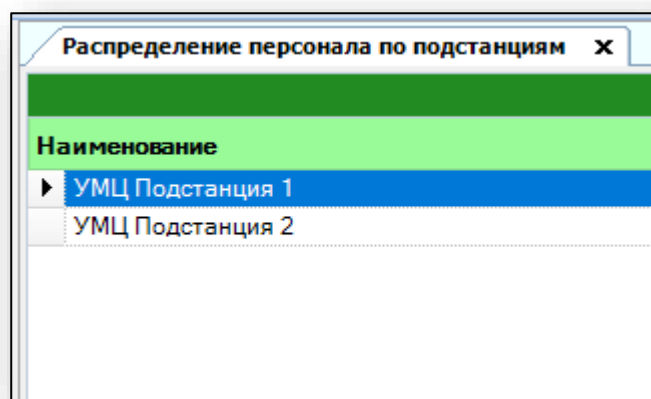 Распределение персонала по подстанциям x
Наименование
УМЦ Подстанция 1
УМЦ Подстанция 2